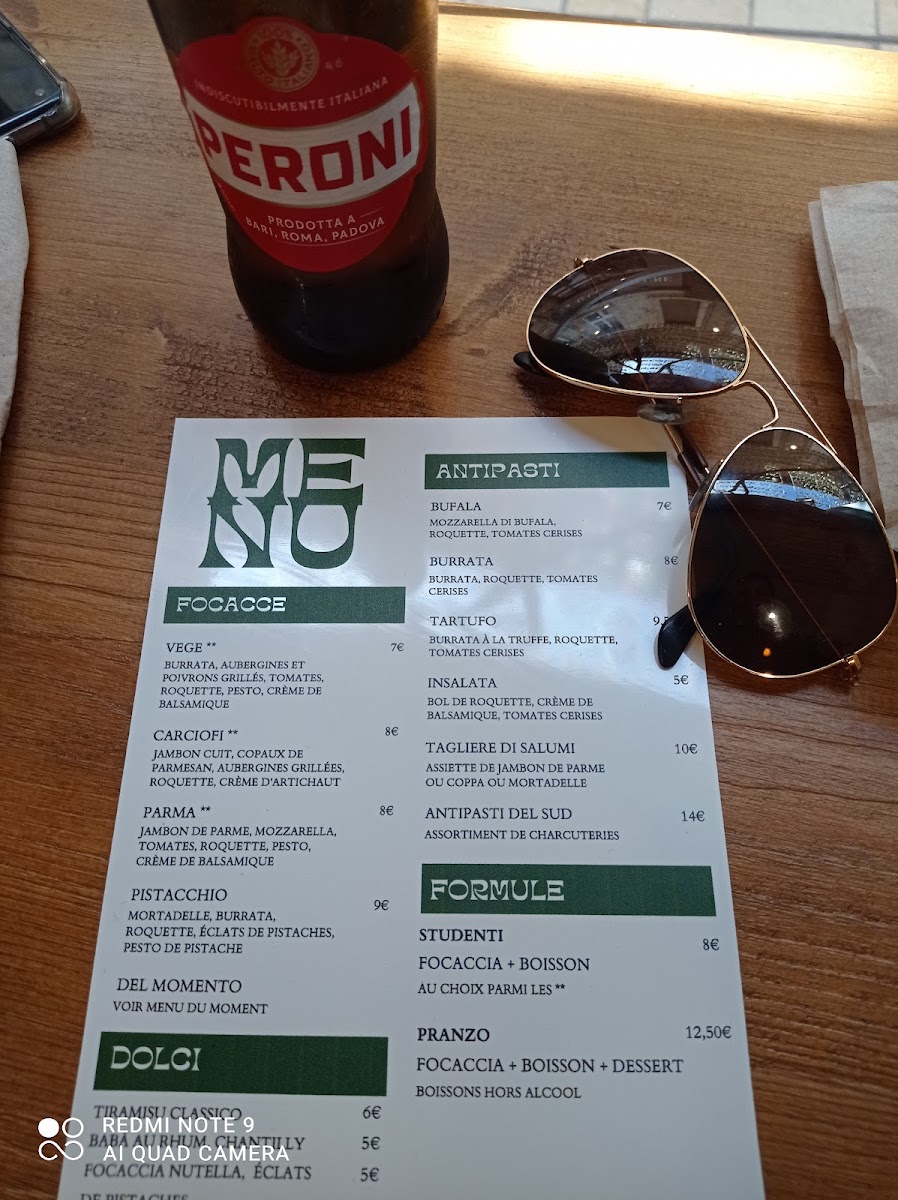 100%
INDISCUTIBILMENTE ITALIANA
PERONI
PRODOTTA A
BARI, ROMA, PADOVA
MENU
FOCACCE
VEGE ** 7€
BURRATA, AUBERGINES ET
POIVRONS GRILLÉS, TOMATES,
ROQUETTE, PESTO, CRÈME DE
BALSAMIQUE
CARCIOFI ** 8€
JAMBON CUIT, COPAUX DE
PARMESAN, AUBERGINES GRILLÉES,
ROQUETTE, CRÈME D'ARTICHAUT
PARMA ** 8€
JAMBON DE PARME, MOZZARELLA,
TOMATES, ROQUETTE, PESTO,
CRÈME DE BALSAMIQUE
PISTACCHIO 9€
MORTADELLE, BURRATA,
ROQUETTE, ÉCLATS DE PISTACHES,
PESTO DE PISTACHE
DEL MOMENTO
VOIR MENU DU MOMENT
DOLCI
TIRAMISU CLASSICO 6€
BABA AU RHUM, CHANTILLY 5€
FOCACCIA NUTELLA, ÉCLATS 5€
DE PISTACHES
ANTIPASTI
BUFALA 7€
MOZZARELLA DI BUFALA,
ROQUETTE, TOMATES CERISES
BURRATA 8€
BURRATA, ROQUETTE, TOMATES
CERISES
TARTUFO
BURRATA À LA TRUFFE, ROQUETTE,
TOMATES CERISES
INSALATA 5€
BOL DE ROQUETTE, CRÈME DE
BALSAMIQUE, TOMATES CERISES
TAGLIERE DI SALUMI 10€
ASSIETTE DE JAMBON DE PARME
OU COPPA OU MORTADELLE
ANTIPASTI DEL SUD 14€
ASSORTIMENT DE CHARCUTERIES
FORMULE
STUDENTI 8€
FOCACCIA + BOISSON
AU CHOIX PARMI LES **
PRANZO 12,50€
FOCACCIA + BOISSON + DESSERT
BOISSONS HORS ALCOOL
REDMI NOTE 9
AI QUAD CAMERA